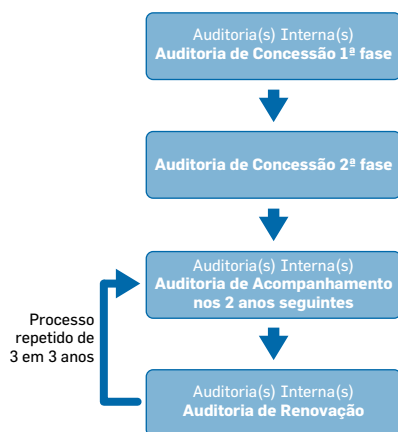 Auditoria(s) Interna(s)
Auditoria de Concessão 1ª fase
Auditoria de Concessão 2ª fase
Auditoria(s) Interna(s)
Auditoria de Acompanhamento
nos 2 anos seguintes
Processo
repetido de
3 em 3 anos
Auditoria(s) Interna(s)
Auditoria de Renovação